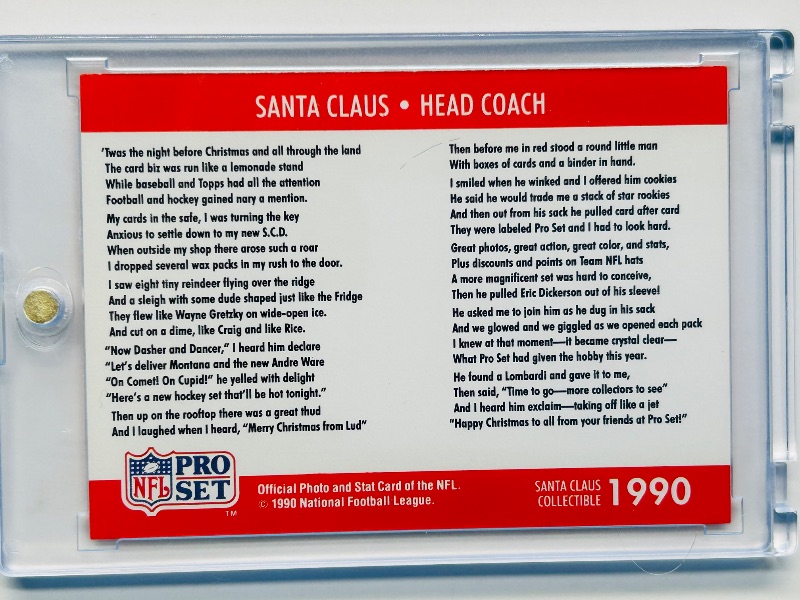 SANTA CLAUS • HEAD COACH
'Twas the night before Christmas and all through the land
The card biz was run like a lemonade stand
While baseball and Topps had all the attention
Football and hockey gained nary a mention.
My cards in the safe, I was turning the key
Anxious to settle down to my new S.C.D.
When outside my shop there arose such a roar
I dropped several wax packs in my rush to the door.
I saw eight tiny reindeer flying over the ridge
And a sleigh with some dude shaped just like the Fridge
They flew like Wayne Gretzky on wide-open ice.
And cut on a dime, like Craig and like Rice.
"Now Dasher and Dancer," I heard him declare
"Let's deliver Montana and the new Andre Ware
"On Comet! On Cupid!" he yelled with delight
"Here's a new hockey set that'll be hot tonight."
Then up on the rooftop there was a great thud
And I laughed when I heard, "Merry Christmas from Lud"
Then before me in red stood a round little man
With boxes of cards and a binder in hand.
I smiled when he winked and I offered him cookies
He said he would trade me a stack of star rookies
And then out from his sack he pulled card after card
They were labeled Pro Set and I had to look hard.
Great photos, great action, great color, and stats,
Plus discounts and points on Team NFL hats
A more magnificent set was hard to conceive,
Then he pulled Eric Dickerson out of his sleeve!
He asked me to join him as he dug in his sack
And we glowed and we giggled as we opened each pack
I knew at that moment—it became crystal clear—
What Pro Set had given the hobby this year.
He found a Lombardi and gave it to me,
Then said, "Time to go—more collectors to see"
And I heard him exclaim—taking off like a jet
"Happy Christmas to all from your friends at Pro Set!"
NFL PRO SET TM
Official Photo and Stat Card of the NFL.
© 1990 National Football League.
SANTA CLAUS
COLLECTIBLE 1990